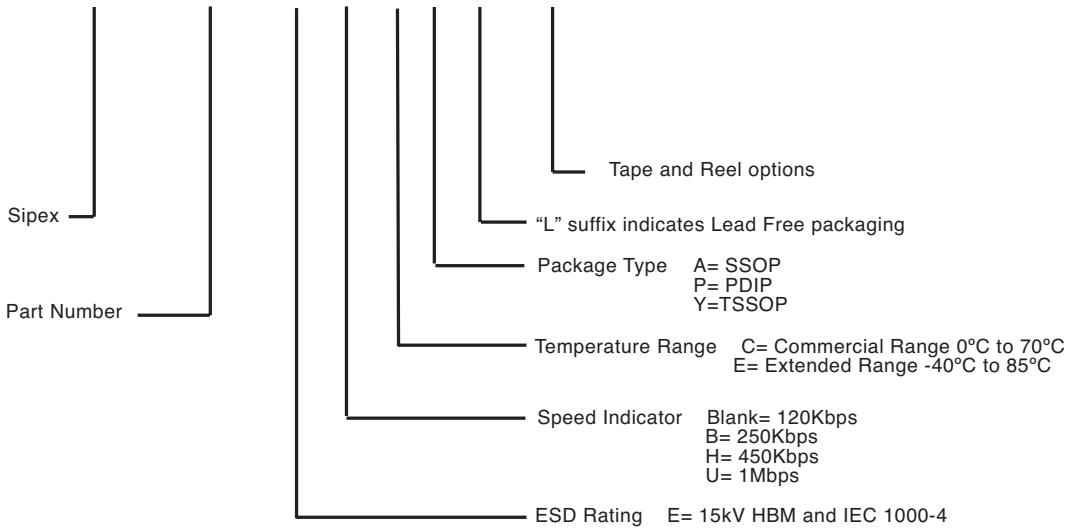 Tape and Reel options
Sipex
“L” suffix indicates Lead Free packaging
Package Type A= SSOP
P= PDIP
Y=TSSOP
Part Number
Temperature Range C= Commercial Range 0ºC to 70ºC
E= Extended Range -40ºC to 85ºC
Speed Indicator Blank= 120Kbps
B= 250Kbps
H= 450Kbps
U= 1Mbps
ESD Rating E= 15kV HBM and IEC 1000-4